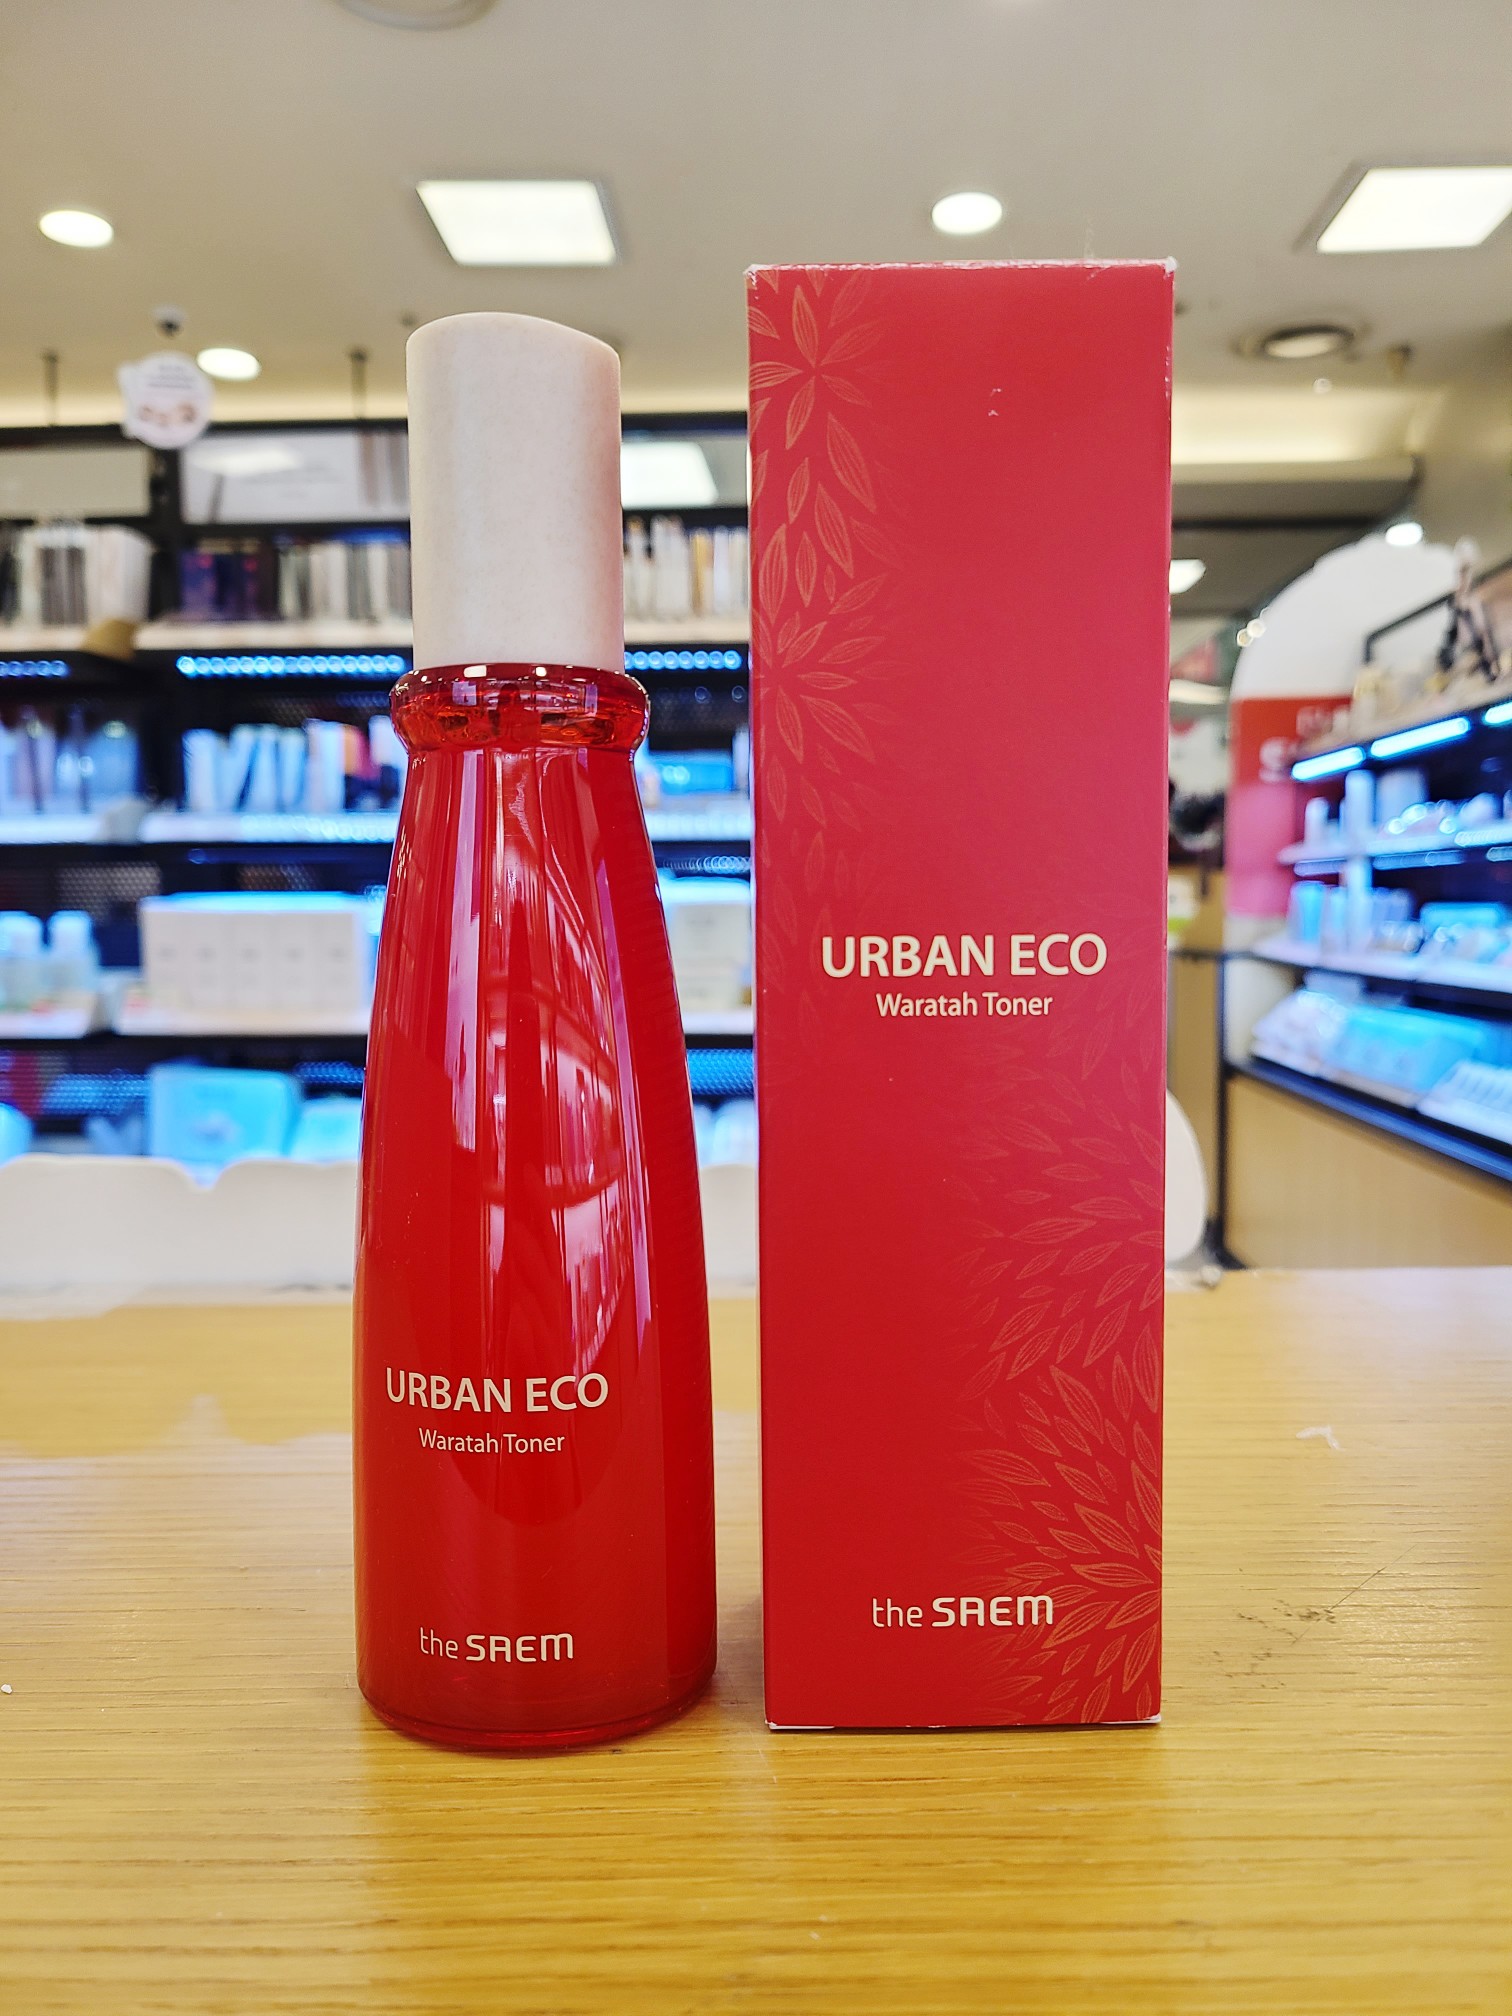 URBAN ECO
Waratah Toner
the SAEM
URBAN ECO
Waratah Toner
the SAEM